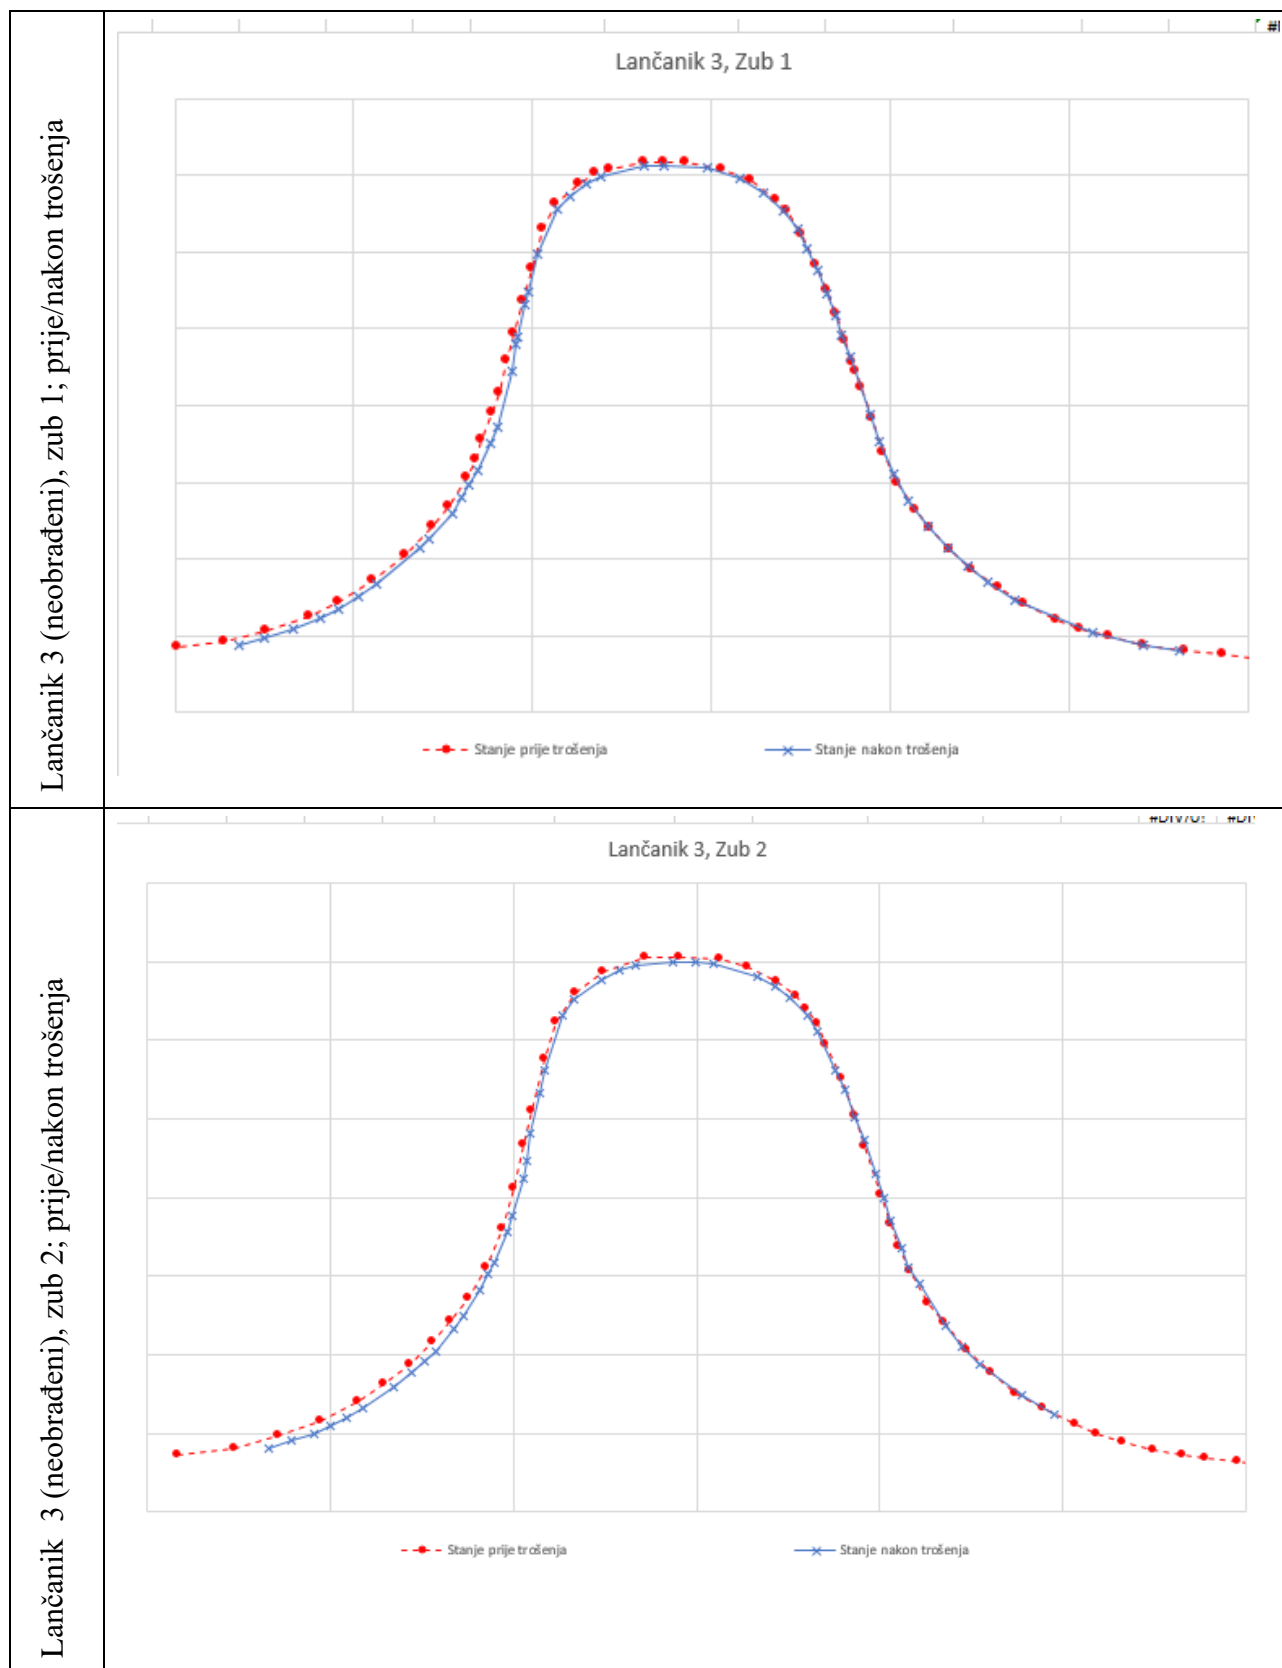 Lančanik 3 (neobrađeni), zub 1; prije/nakon trošenja
Lančanik 3, Zub 1
Stanje prije trošenja
Stanje nakon trošenja
Lančanik 3 (neobrađeni), zub 2; prije/nakon trošenja
Lančanik 3, Zub 2
Stanje prije trošenja
Stanje nakon trošenja